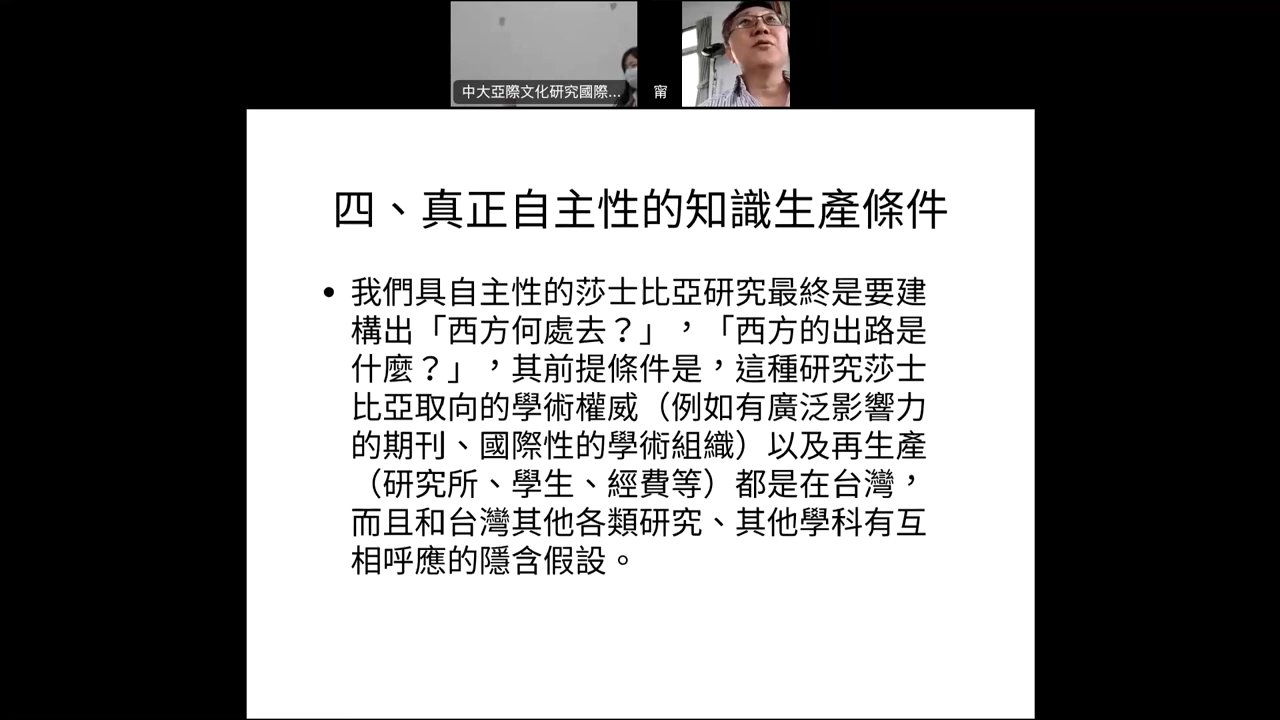 中大亞際文化研究國際...
甯
四、真正自主性的知識生產條件
• 我們具自主性的莎士比亞研究最終是要建
構出「西方何處去？」，「西方的出路是
什麼？」，其前提條件是，這種研究莎士
比亞取向的學術權威（例如有廣泛影響力
的期刊、國際性的學術組織）以及再生產
（研究所、學生、經費等）都是在台灣，
而且和台灣其他各類研究、其他學科有互
相呼應的隱含假設。